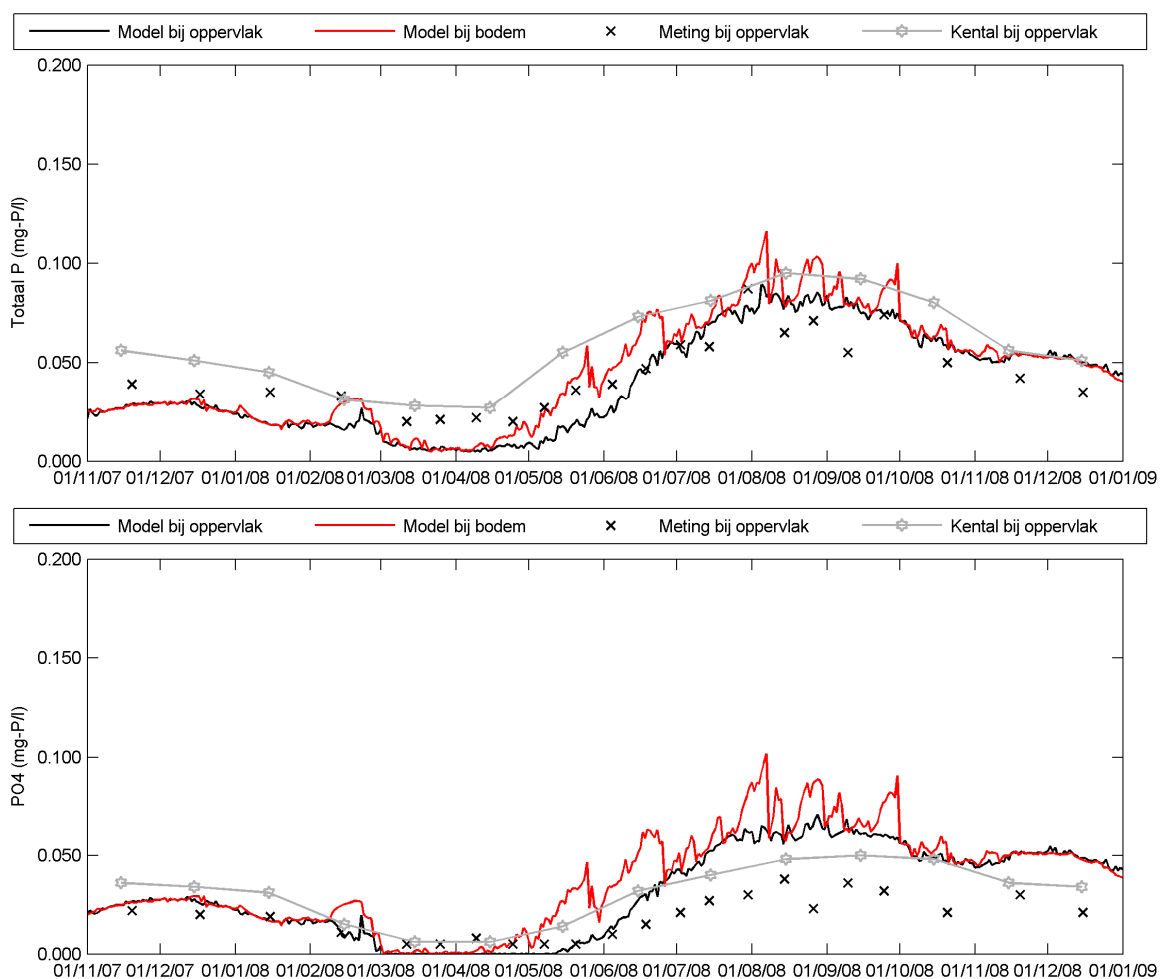 Model bij oppervlak Model bij bodem Meting bij oppervlak Kental bij oppervlak
0.200
0.150
0.100
0.050
0.000
Totaal P (mg-P/l)
01/11/07 01/12/07 01/01/08 01/02/08 01/03/08 01/04/08 01/05/08 01/06/08 01/07/08 01/08/08 01/09/08 01/10/08 01/11/08 01/12/08 01/01/09
Model bij oppervlak Model bij bodem Meting bij oppervlak Kental bij oppervlak
0.200
0.150
0.100
0.050
0.000
PO4 (mg-P/l)
01/11/07 01/12/07 01/01/08 01/02/08 01/03/08 01/04/08 01/05/08 01/06/08 01/07/08 01/08/08 01/09/08 01/10/08 01/11/08 01/12/08 01/01/09